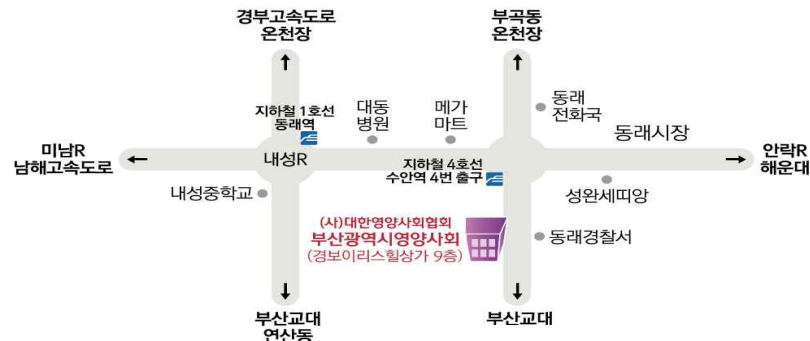 경부고속도로
온천장
부곡동
온천장
지하철 1호선
동래역
대동
병원
메가
마트
동래
전화국
동래시장
미남R
남해고속도로
내성R
지하철 4호선
수안역 4번 출구
안락R
해운대
내성중학교
성완세띠앙
(사)대한영양사회협회
부산광역시영양사회
(경보이리스힐상가 9층)
동래경찰서
부산교대
연산동
부산교대